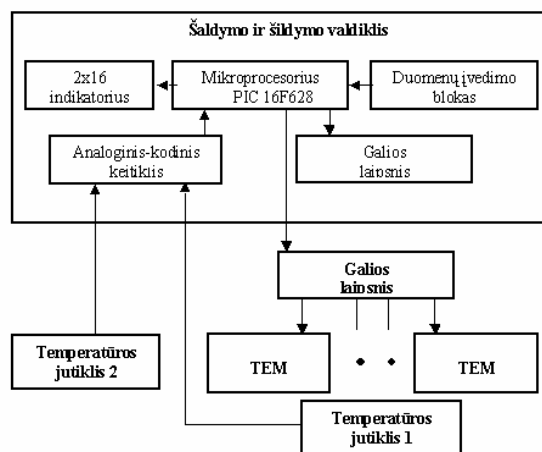 Šaldymo ir šildymo valdiklis
2x16
indikatorius
Mikroprocesorius
PIC 16F628
Duomenų įvedimo
blokas
Analoginis-kodinis
keitiklis
Galios
laipsnis
Galios
laipsnis
Temperatūros
jutiklis 2
TEM
TEM
Temperatūros
jutiklis 1